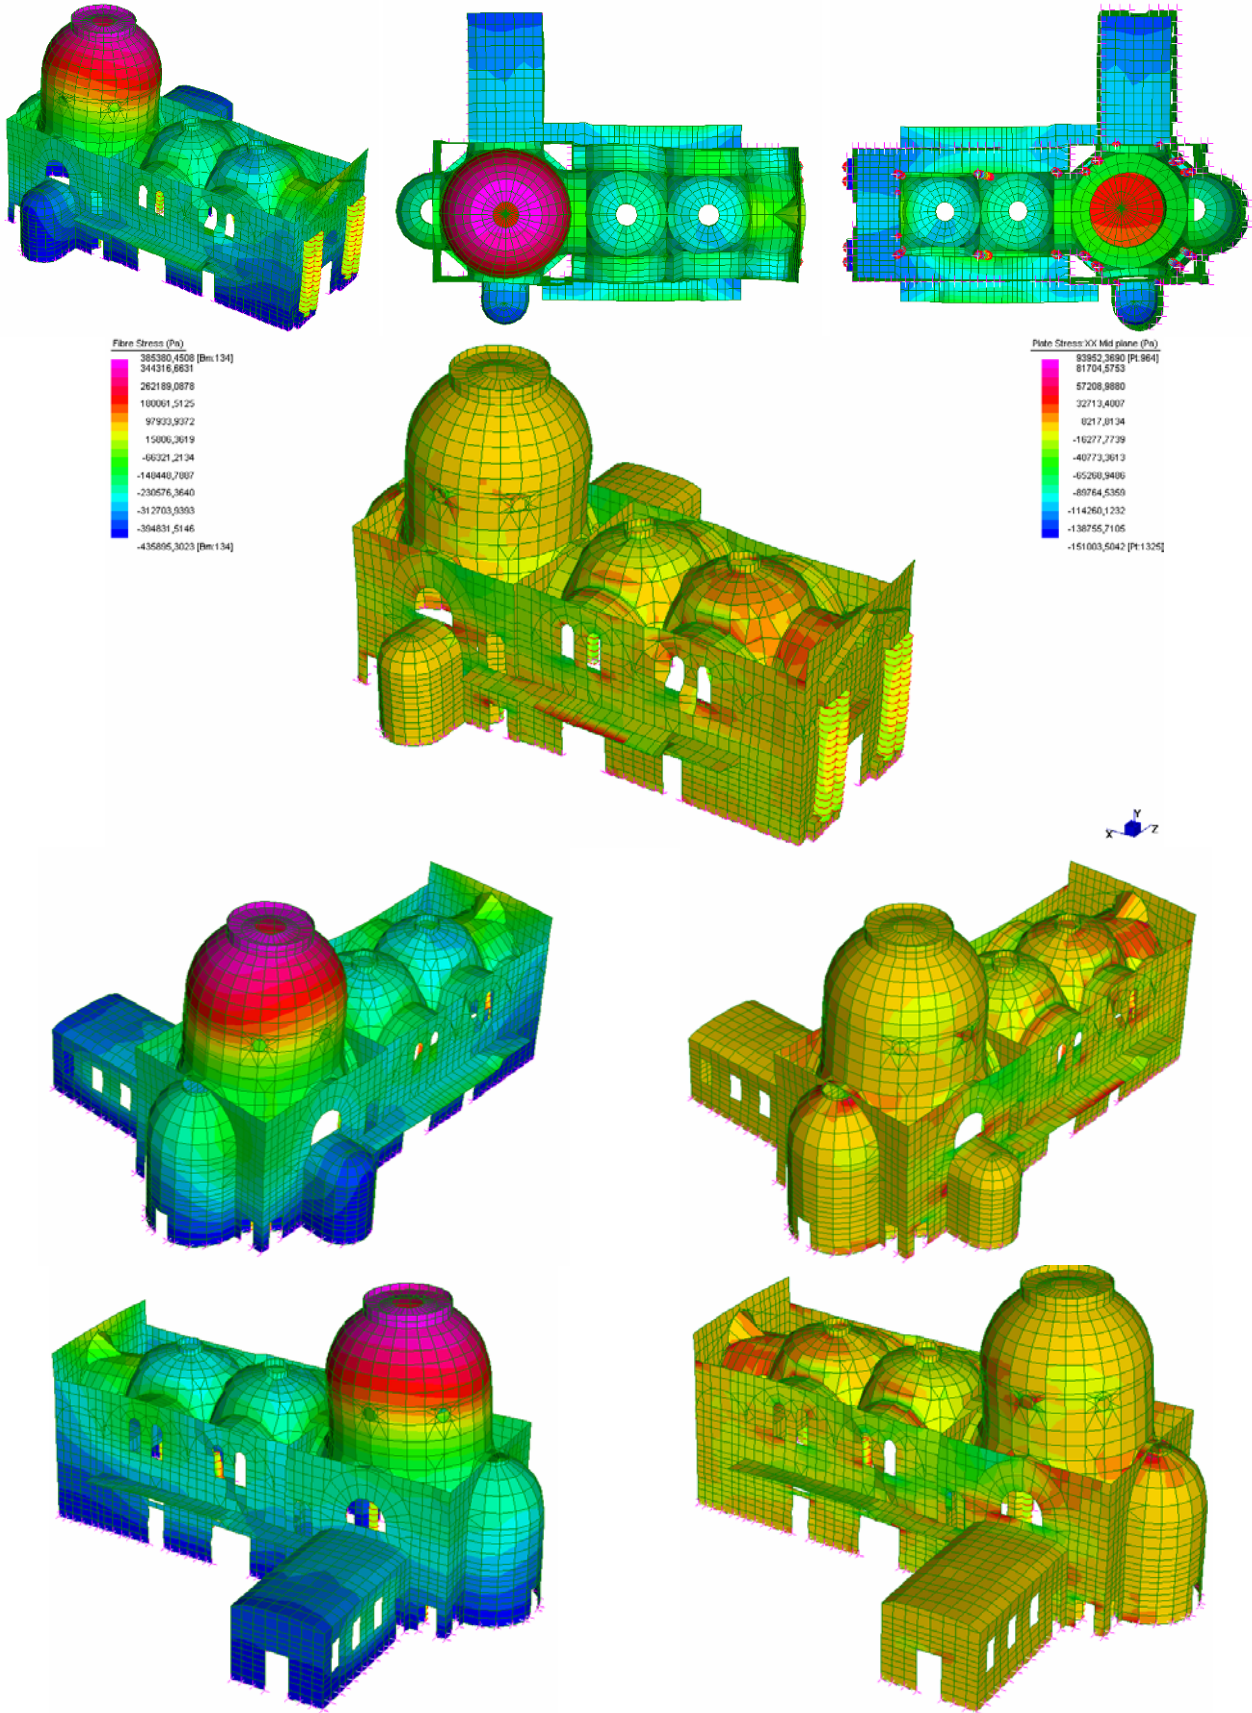 Fibre Stress (Pa)
385380,4508 [Bm:134]
344316,6631
262189,0878
180061,5125
97933,9372
15806,3619
-66321,2134
-148448,7887
-230576,3640
-312703,9393
-394831,5146
-435895,3023 [Bm:134]
Plate Stress:XX Mid plane (Pa)
93952,3690 [Pt:964]
81704,5753
57208,9880
32713,4007
8217,8134
-16277,7739
-40773,3613
-65268,9486
-89764,5359
-114260,1232
-138755,7105
-151003,5042 [Pt:1325]
Y
X
Z